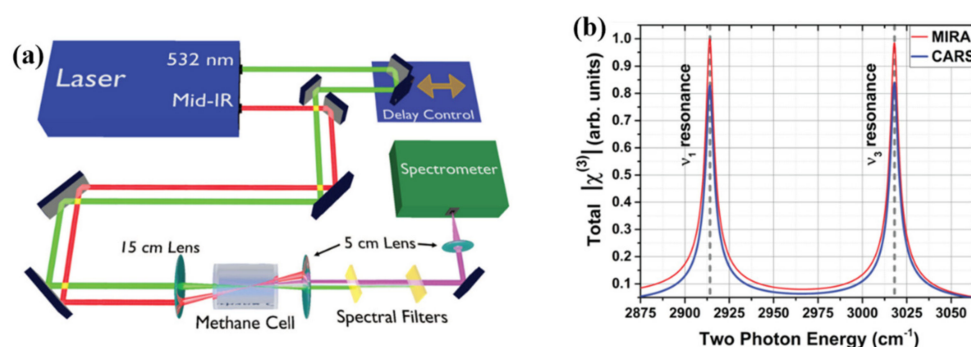 (a)
532 nm
Laser
Mid-IR
Delay Control
Spectrometer
15 cm Lens
5 cm Lens
Methane Cell
Spectral Filters
(b)
MIRA
CARS
Total |χ(3)| (arb. units)
1.0
0.9
0.8
0.7
0.6
0.5
0.4
0.3
0.2
0.1
ν1 resonance
ν3 resonance
2875 2900 2925 2950 2975 3000 3025 3050
Two Photon Energy (cm-1)